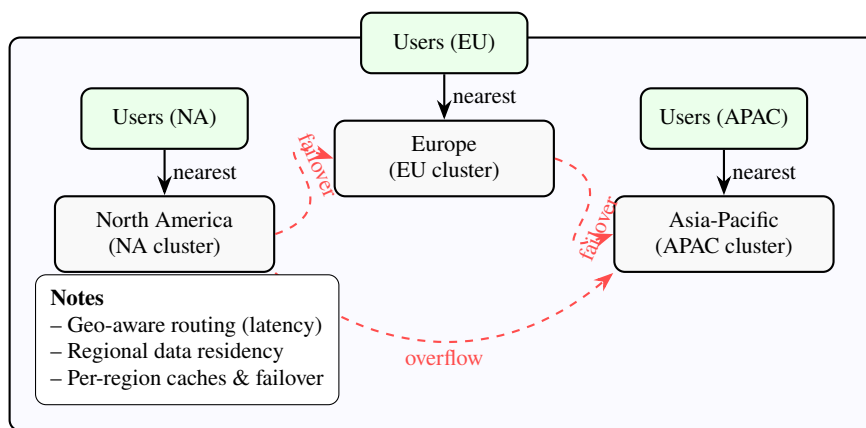 Users (EU)
nearest
Users (NA)
nearest
Users (APAC)
nearest
failover
Europe
(EU cluster)
failover
North America
(NA cluster)
Asia-Pacific
(APAC cluster)
overflow
Notes
– Geo-aware routing (latency)
– Regional data residency
– Per-region caches & failover